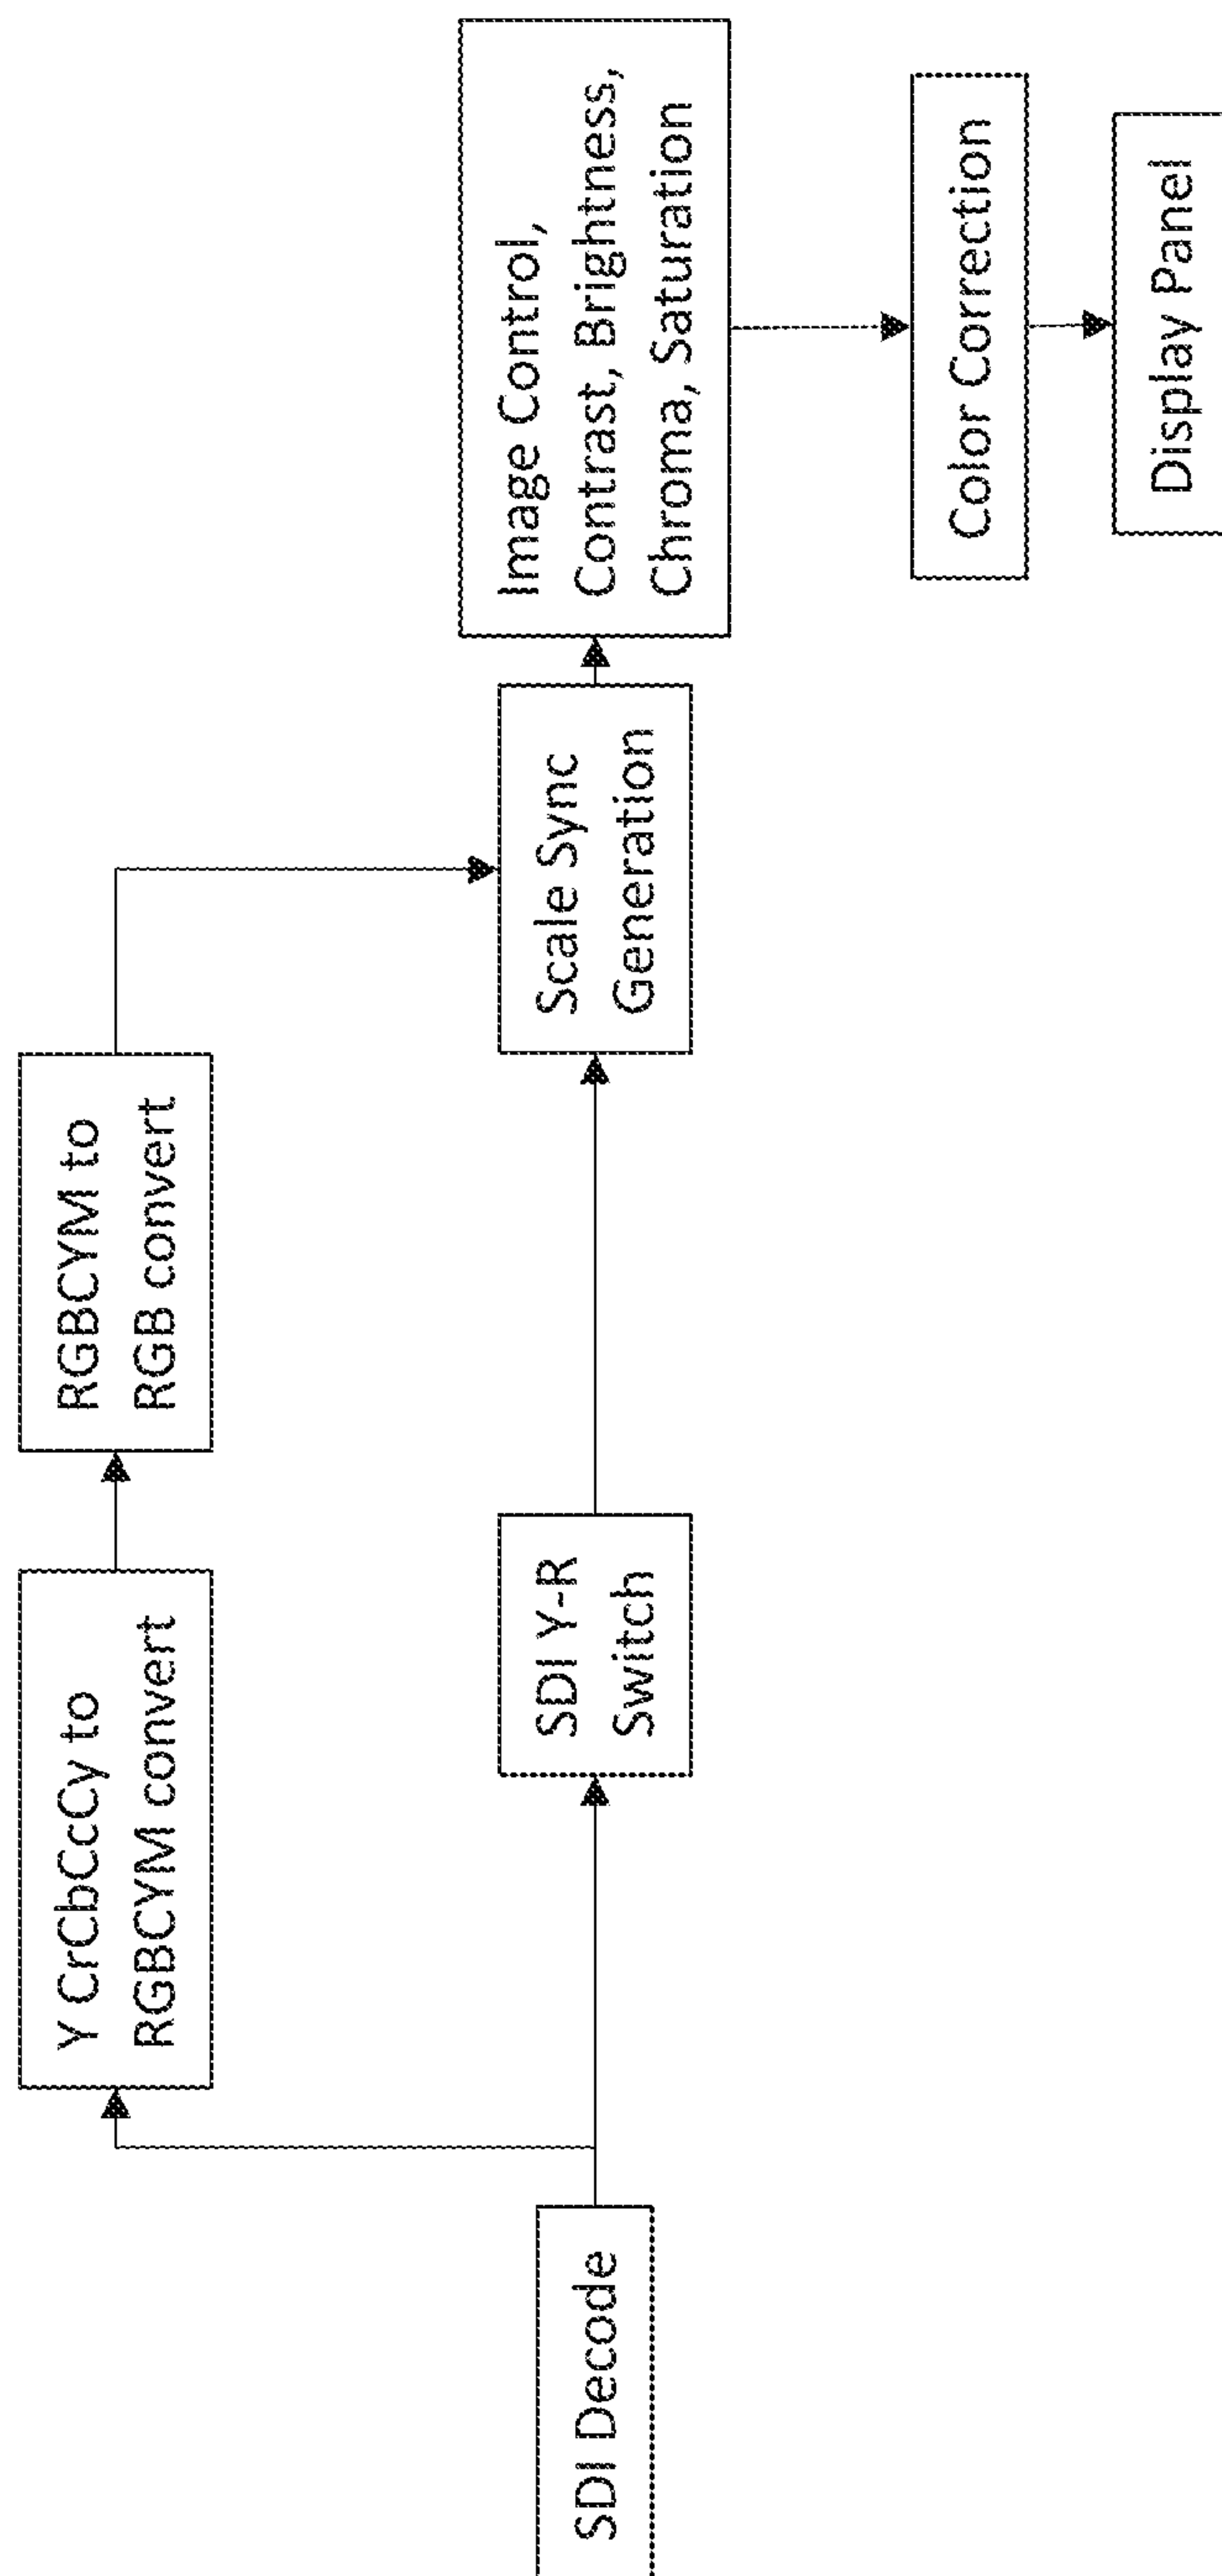 SDI Decode
Y CrCbCcCy to
RGBCYM convert
RGBCYM to
RGB convert
SDI Y-R
Switch
Scale Sync
Generation
Image Control,
Contrast, Brightness,
Chroma, Saturation
Color Correction
Display Panel